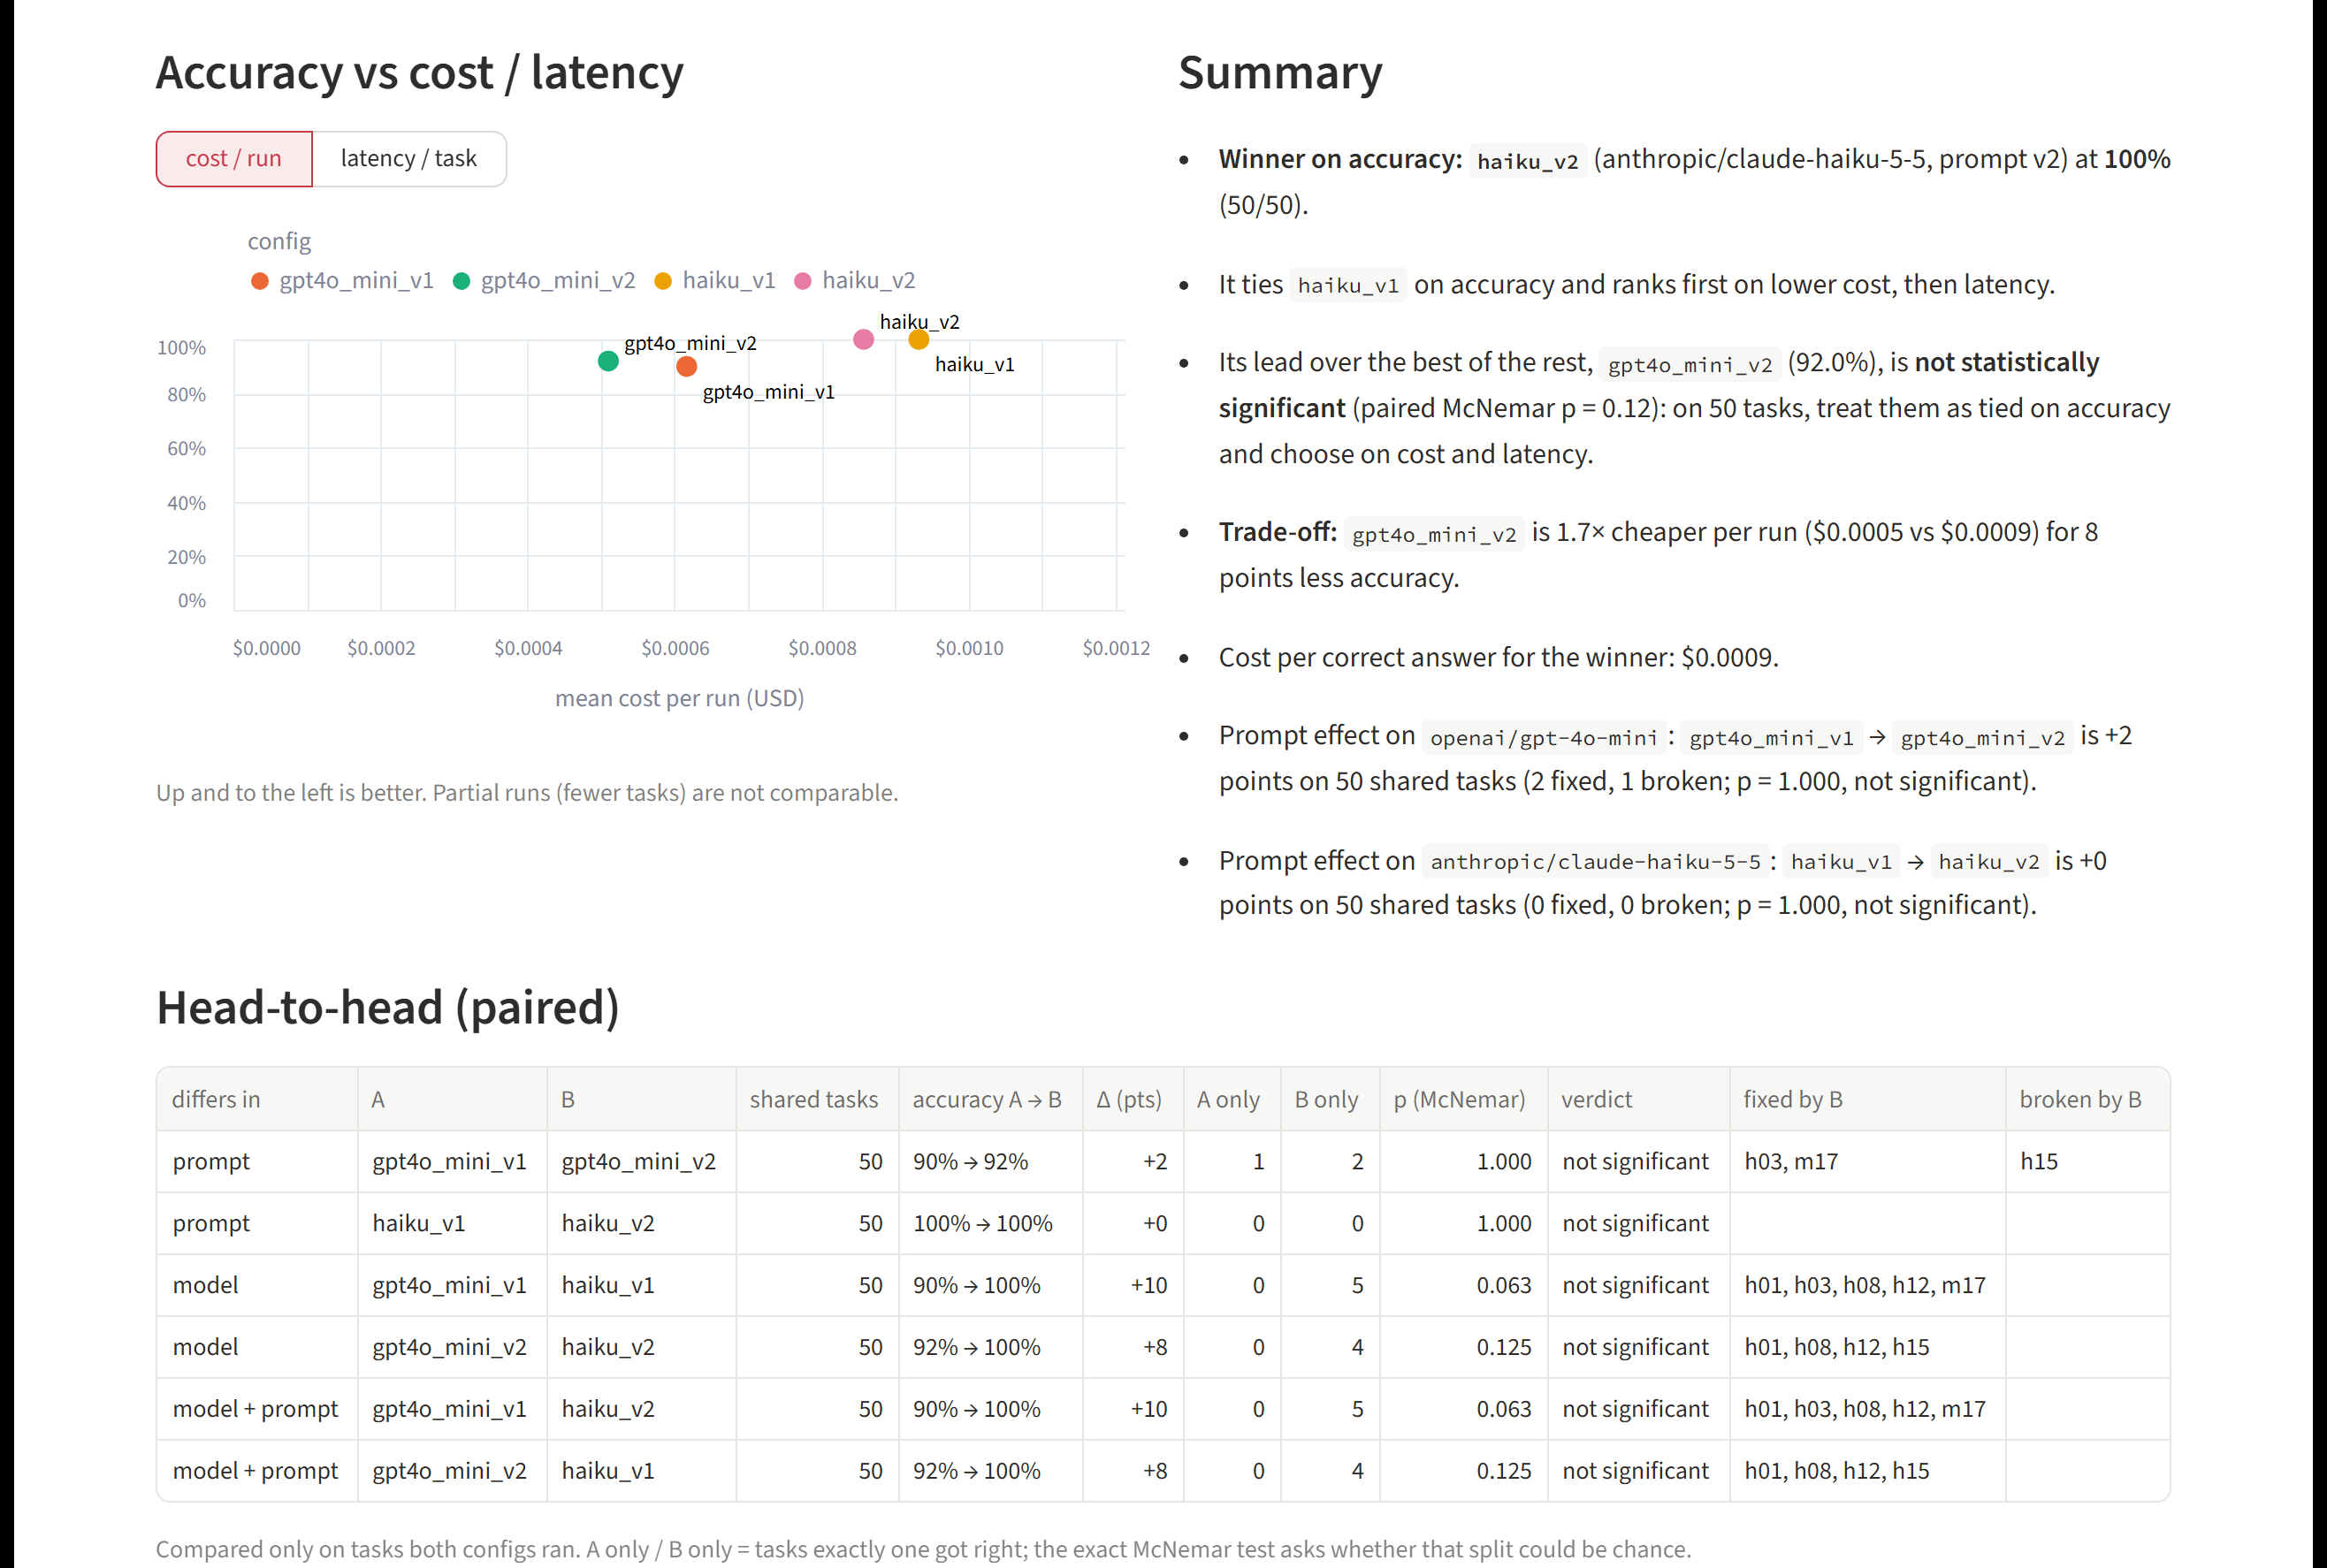 Accuracy vs cost / latency
cost / run
latency / task
config
gpt4o_mini_v1
gpt4o_mini_v2
haiku_v1
haiku_v2
haiku_v2
gpt4o_mini_v2
haiku_v1
gpt4o_mini_v1
100%
80%
60%
40%
20%
0%
$0.0000 $0.0002 $0.0004 $0.0006 $0.0008 $0.0010 $0.0012
mean cost per run (USD)
Up and to the left is better. Partial runs (fewer tasks) are not comparable.
Summary
• Winner on accuracy: haiku_v2 (anthropic/claude-haiku-5-5, prompt v2) at 100%
(50/50).
• It ties haiku_v1 on accuracy and ranks first on lower cost, then latency.
• Its lead over the best of the rest, gpt4o_mini_v2 (92.0%), is not statistically
significant (paired McNemar p = 0.12): on 50 tasks, treat them as tied on accuracy
and choose on cost and latency.
• Trade-off: gpt4o_mini_v2 is 1.7× cheaper per run ($0.0005 vs $0.0009) for 8
points less accuracy.
• Cost per correct answer for the winner: $0.0009.
• Prompt effect on openai/gpt-4o-mini: gpt4o_mini_v1 → gpt4o_mini_v2 is +2
points on 50 shared tasks (2 fixed, 1 broken; p = 1.000, not significant).
• Prompt effect on anthropic/claude-haiku-5-5: haiku_v1 → haiku_v2 is +0
points on 50 shared tasks (0 fixed, 0 broken; p = 1.000, not significant).
Head-to-head (paired)
differs in A B shared tasks accuracy A → B Δ (pts) A only B only p (McNemar) verdict fixed by B broken by B
prompt gpt4o_mini_v1 gpt4o_mini_v2 50 90% → 92% +2 1 2 1.000 not significant h03, m17 h15
prompt haiku_v1 haiku_v2 50 100% → 100% +0 0 0 1.000 not significant
model gpt4o_mini_v1 haiku_v1 50 90% → 100% +10 0 5 0.063 not significant h01, h03, h08, h12, m17
model gpt4o_mini_v2 haiku_v2 50 92% → 100% +8 0 4 0.125 not significant h01, h08, h12, h15
model + prompt gpt4o_mini_v1 haiku_v2 50 90% → 100% +10 0 5 0.063 not significant h01, h03, h08, h12, m17
model + prompt gpt4o_mini_v2 haiku_v1 50 92% → 100% +8 0 4 0.125 not significant h01, h08, h12, h15
Compared only on tasks both configs ran. A only / B only = tasks exactly one got right; the exact McNemar test asks whether that split could be chance.